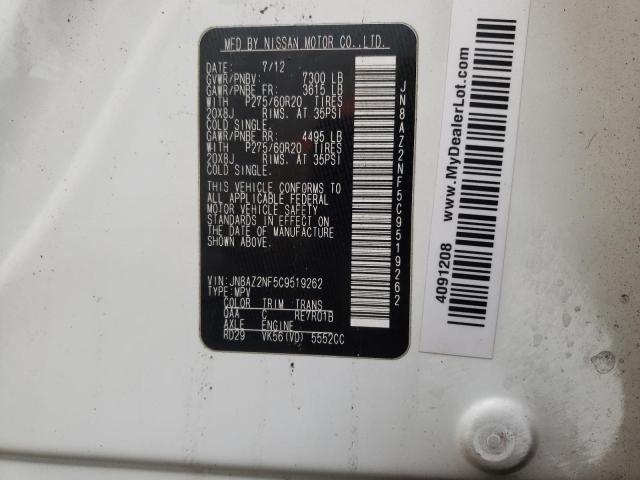 MFD BY NISSAN MOTOR CO.,LTD.
DATE: 7/12
GVWR/PNBV: 7300 LB
GAWR/PNBE FR: 3615 LB
WITH P275/60R20 TIRES
20X8J RIMS. AT 35PSI
COLD SINGLE.
GAWR/PNBE RR: 4495 LB
WITH P275/60R20 TIRES
20X8J RIMS. AT 35PSI
COLD SINGLE.
THIS VEHICLE CONFORMS TO
ALL APPLICABLE FEDERAL
MOTOR VEHICLE SAFETY
STANDARDS IN EFFECT ON
THE DATE OF MANUFACTURE
SHOWN ABOVE.
VIN: JN8AZ2NF5C9519262
TYPE: MPV
COLOR TRIM TRANS
QAA C RE7R01B
AXLE ENGINE
RD29 VK56(VD) 5552CC
JN8AZ2NF5C9519262
4091208
www.MyDealerLot.com